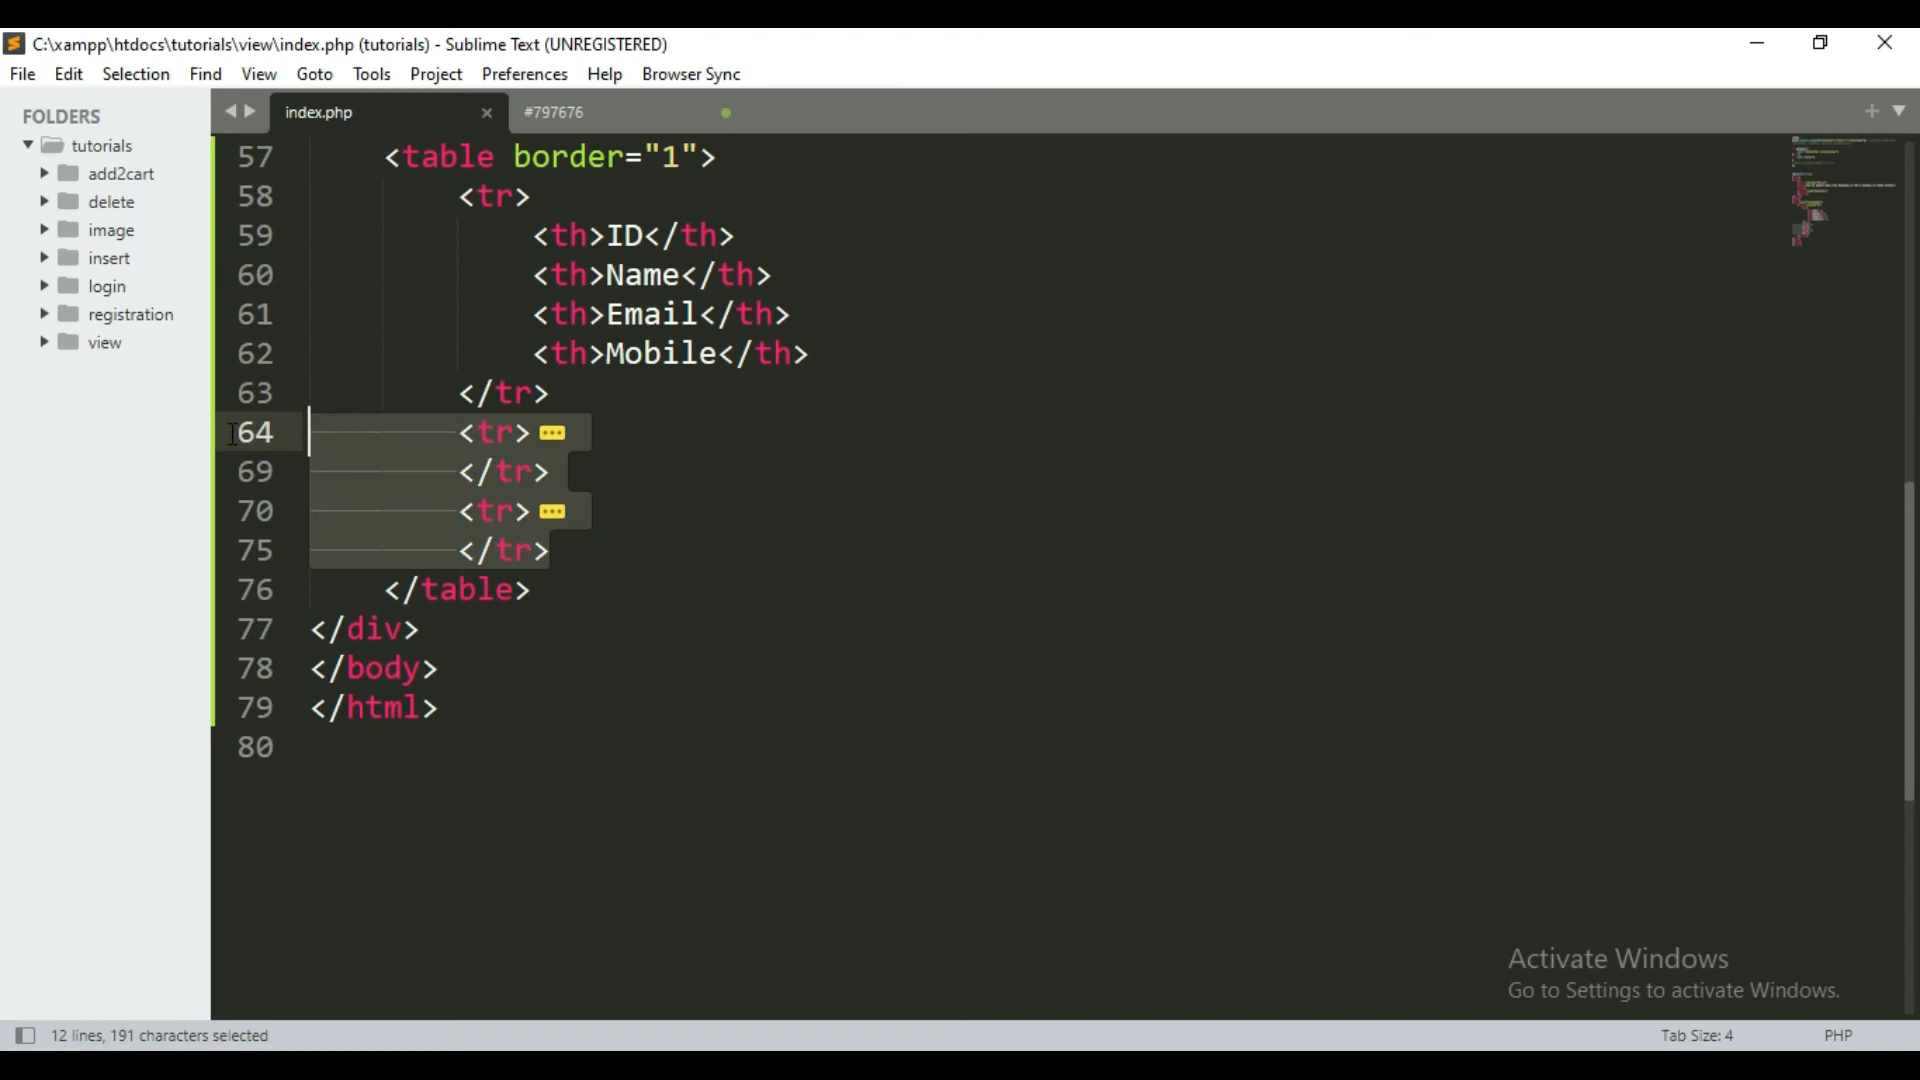 C:\xampp\htdocs\tutorials\view\index.php (tutorials) - Sublime Text (UNREGISTERED)
File Edit Selection Find View Goto Tools Project Preferences Help Browser Sync
FOLDERS
tutorials
add2cart
delete
image
insert
login
registration
view
index.php
#797676
57 <table border="1">
58 <tr>
59 <th>ID</th>
60 <th>Name</th>
61 <th>Email</th>
62 <th>Mobile</th>
63 </tr>
64 <tr>
69 </tr>
70 <tr>
75 </tr>
76 </table>
77 </div>
78 </body>
79 </html>
80
Activate Windows
Go to Settings to activate Windows.
12 lines, 191 characters selected
Tab Size: 4
PHP